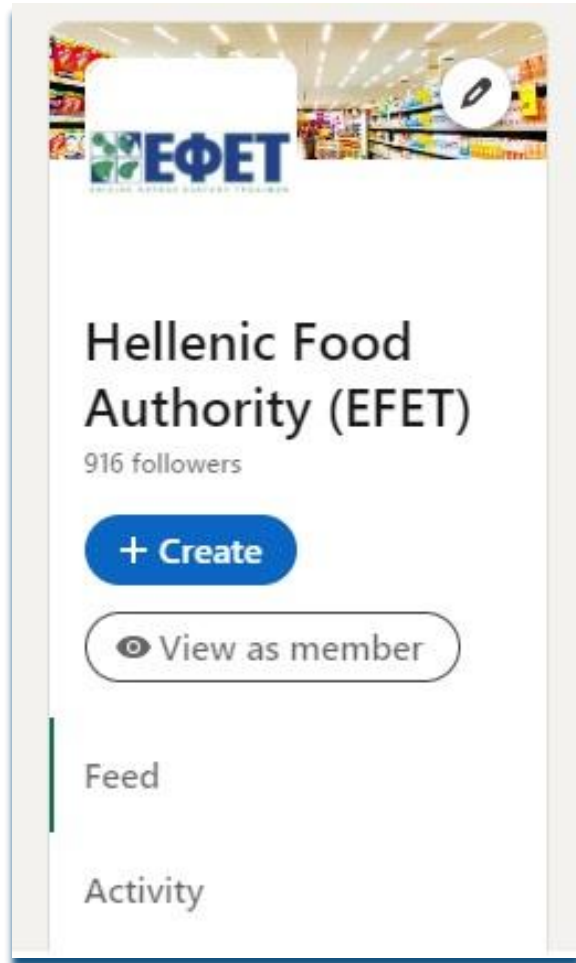 ΕΦΕΤ
Hellenic Food
Authority (EFET)
916 followers
+ Create
View as member
Feed
Activity